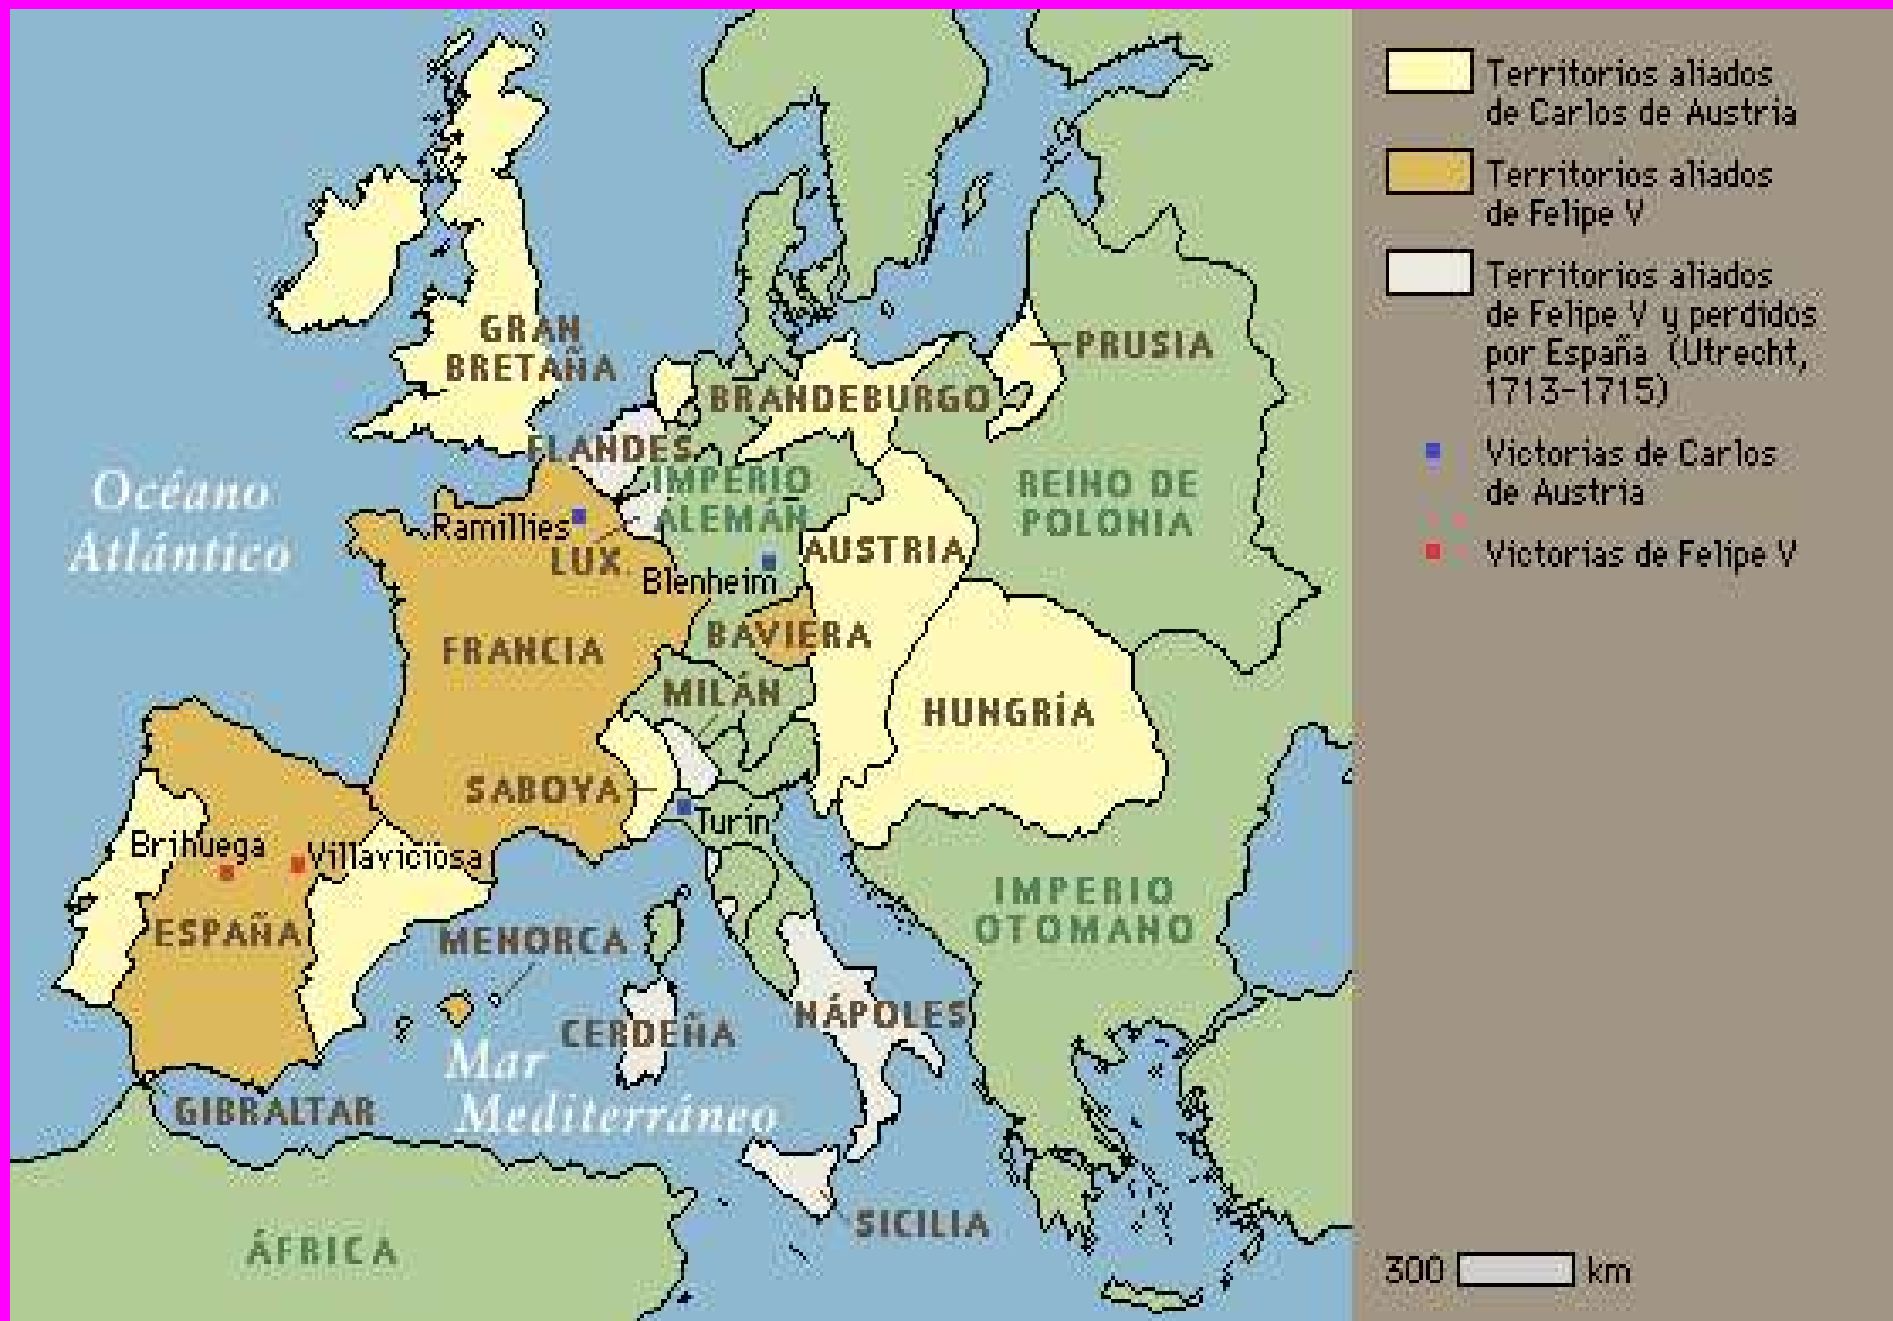 GRAN
BRETAÑA
PRUSIA
BRANDEBURGO
FLANDES
IMPERIO
ALEMÁN
REINO DE
POLONIA
Océano
Atlántico
Ramillies
LUX.
AUSTRIA
Blenheim
FRANCIA
BAVIERA
MILÁN
HUNGRÍA
SABOYA
Turín
Brihuega
Villaviciosa
ESPAÑA
MENORCA
IMPERIO
OTOMANO
NÁPOLES
CERDEÑA
Mar
Mediterráneo
GIBRALTAR
SICILIA
ÁFRICA
Territorios aliados
de Carlos de Austria
Territorios aliados
de Felipe V
Territorios aliados
de Felipe V y perdidos
por España (Utrecht,
1713-1715)
Victorias de Carlos
de Austria
Victorias de Felipe V
300 km